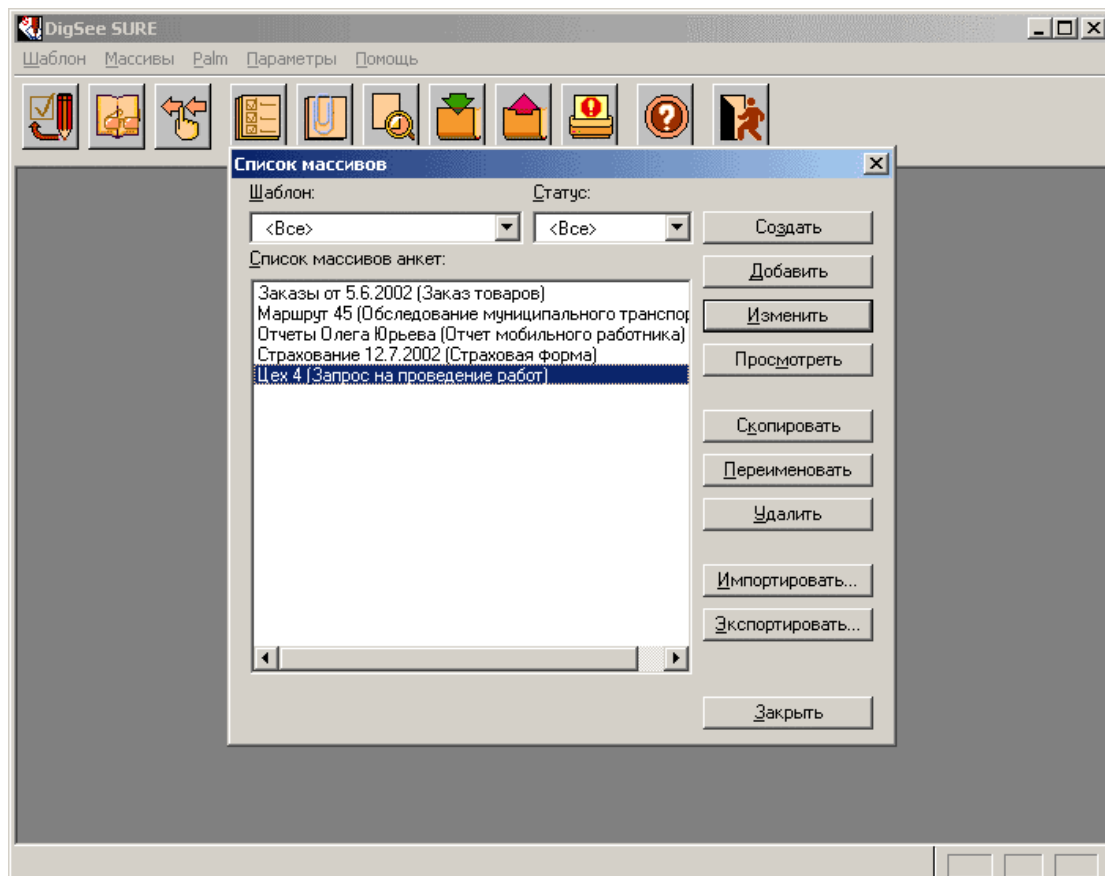 DigSee SURE
Шаблон Массивы Palm Параметры Помощь
Список массивов
Шаблон: Статус:
<Все> <Все>
Список массивов анкет:
Заказы от 5.6.2002 (Заказ товаров)
Маршрут 45 (Обследование муниципального транспор
Отчеты Олега Юрьева (Отчет мобильного работника)
Страхование 12.7.2002 (Страховая форма)
Цех 4 (Запрос на проведение работ)
Создать
Добавить
Изменить
Просмотреть
Скопировать
Переименовать
Удалить
Импортировать...
Экспортировать...
Закрыть